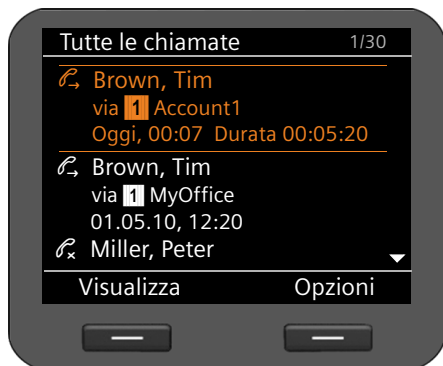 Tutte le chiamate 1/30
Brown, Tim
via 1 Account1
Oggi, 00:07 Durata 00:05:20
Brown, Tim
via 1 MyOffice
01.05.10, 12:20
Miller, Peter
Visualizza Opzioni